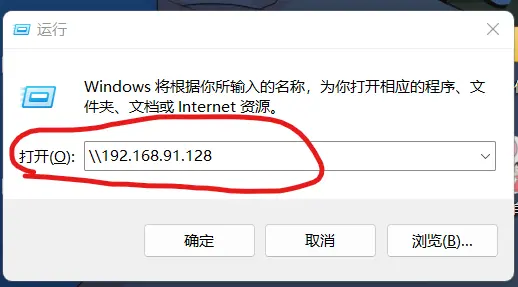 运行
Windows 将根据你所输入的名称，为你打开相应的程序、文
件夹、文档或 Internet 资源。
打开(O): \\192.168.91.128
确定 取消 浏览(B)...